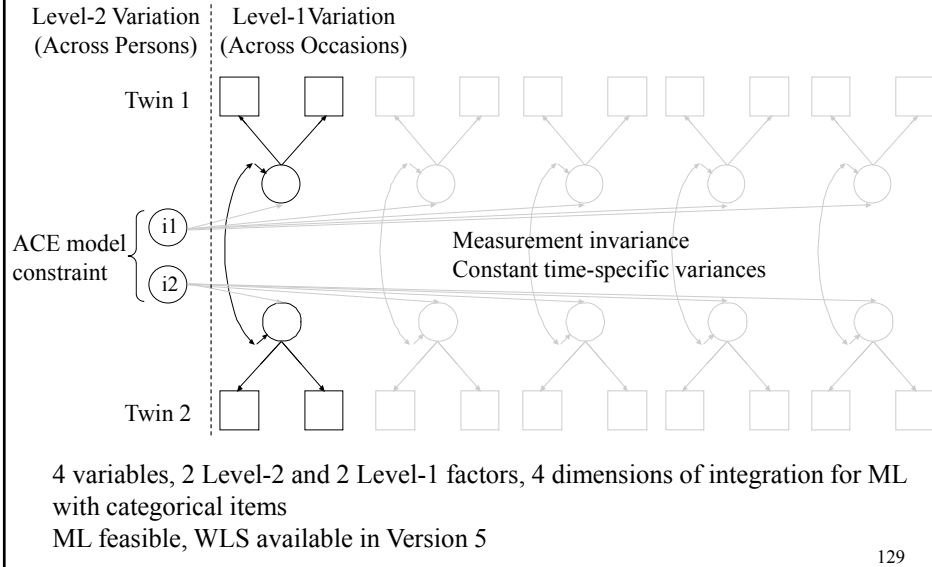 Level-2 Variation
(Across Persons)
Level-1Variation
(Across Occasions)
Twin 1
i1
ACE model
constraint
i2
Measurement invariance
Constant time-specific variances
Twin 2
4 variables, 2 Level-2 and 2 Level-1 factors, 4 dimensions of integration for ML
with categorical items
ML feasible, WLS available in Version 5
129